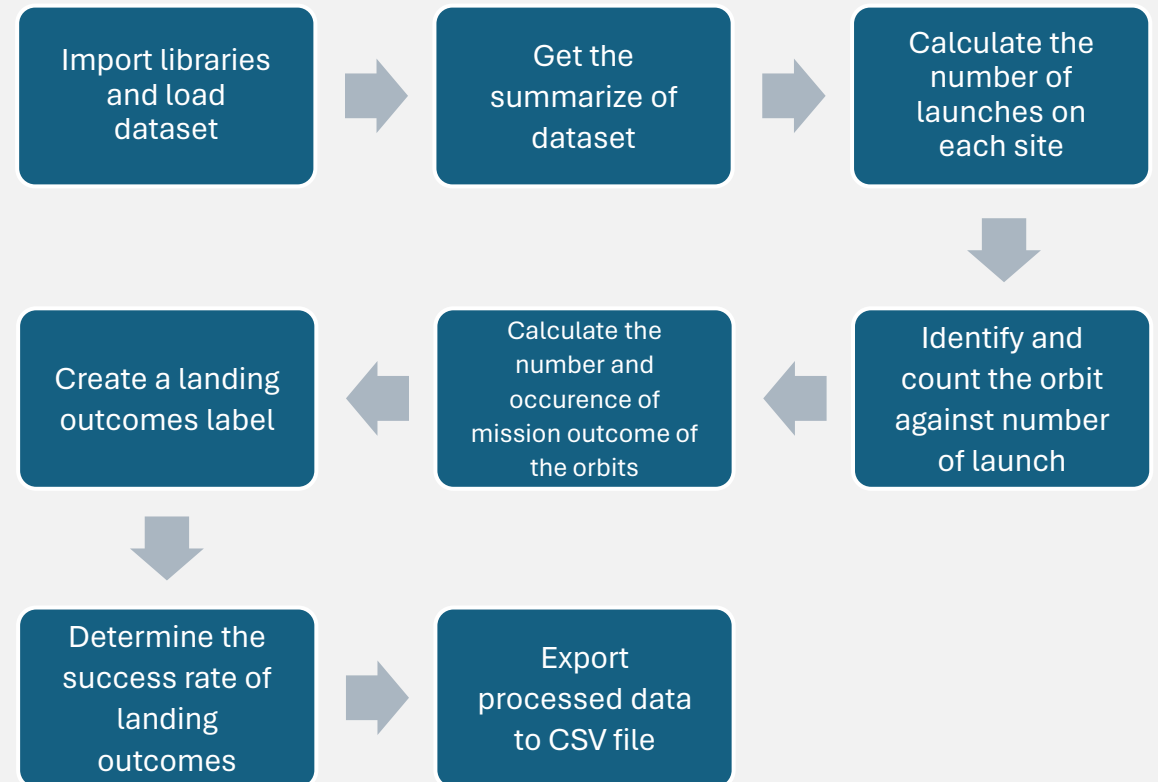 Import libraries
and load
dataset
Get the
summarize of
dataset
Calculate the
number of
launches on
each site
Identify and
count the orbit
against number
of launch
Calculate the
number and
occurence of
mission outcome of
the orbits
Create a landing
outcomes label
Determine the
success rate of
landing
outcomes
Export
processed data
to CSV file